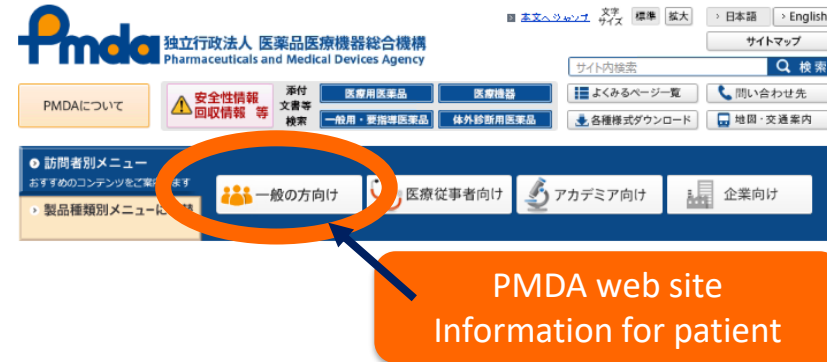 本文へジャンプ 文字サイズ 標準 拡大 日本語 English
Pmda 独立行政法人 医薬品医療機器総合機構
Pharmaceuticals and Medical Devices Agency
サイトマップ
サイト内検索 検索
PMDAについて
安全性情報 回収情報 等
添付文書等検索
医療用医薬品 医療機器
一般用・要指導医薬品 体外診断用医薬品
よくみるページ一覧 問い合わせ先
各種様式ダウンロード 地図・交通案内
訪問者別メニュー
おすすめのコンテンツをご案 ます
製品種類別メニューに
一般の方向け 医療従事者向け アカデミア向け 企業向け
PMDA web site
Information for patient